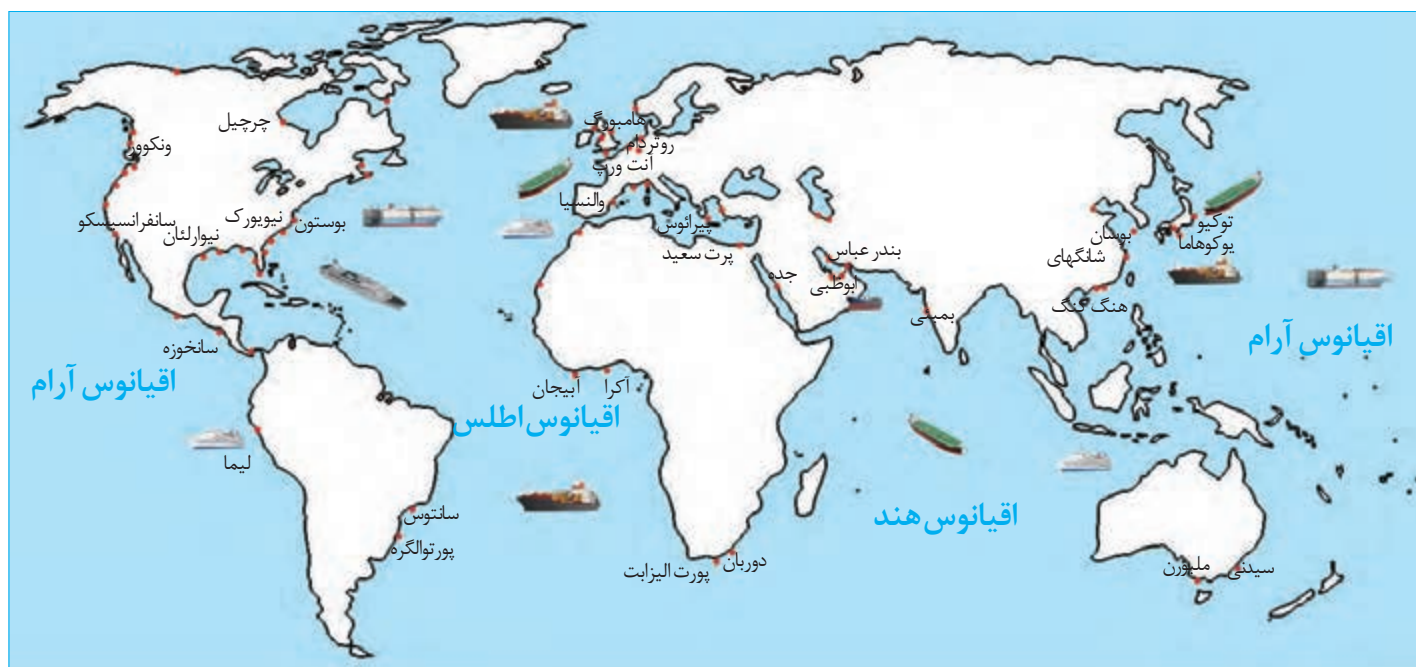 هامبورگ
چرچیل
روتردام
ونکوور
انت ورپ
والنسیا
سانفرانسیسکو
نیویورک
بوستون
پیرائوس
توکیو
نیوارلئان
بوسان
یوکوهاما
پرت سعید
بندر عباس
شانگهای
جده
ابوظبی
هنگ کنگ
بمبئی
سانخوزه
اقیانوس آرام
اقیانوس آرام
آبیجان
آکرا
اقیانوس اطلس
لیما
سانتوس
اقیانوس هند
پورتوالگره
دوربان
پورت الیزابت
ملبورن
سیدنی